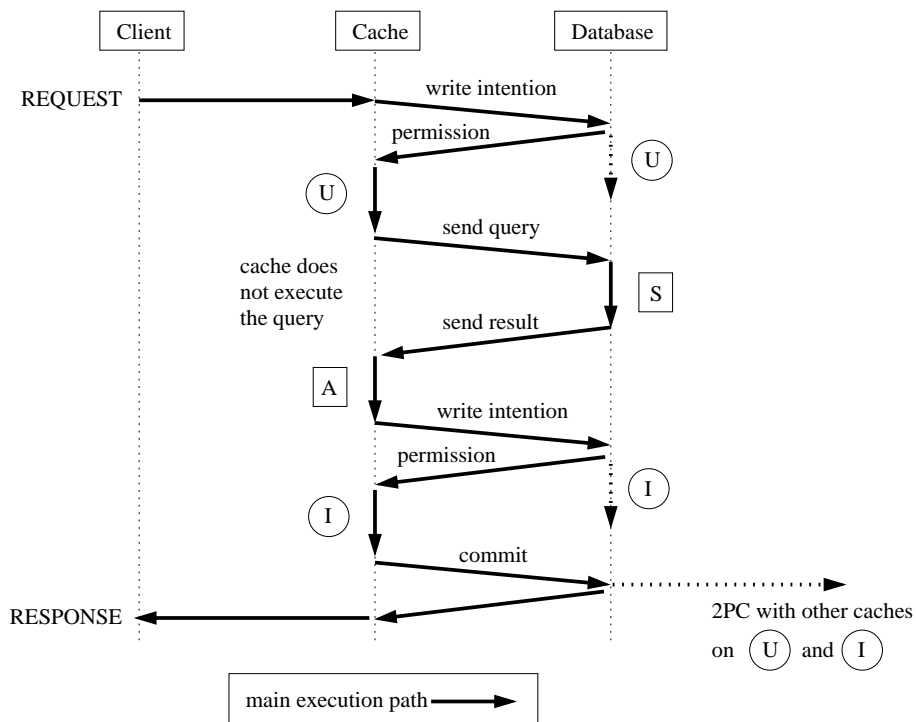 Client
Cache
Database
REQUEST
write intention
permission
U
U
send query
cache does
not execute
the query
S
send result
A
write intention
permission
I
I
commit
RESPONSE
2PC with other caches
on U and I
main execution path